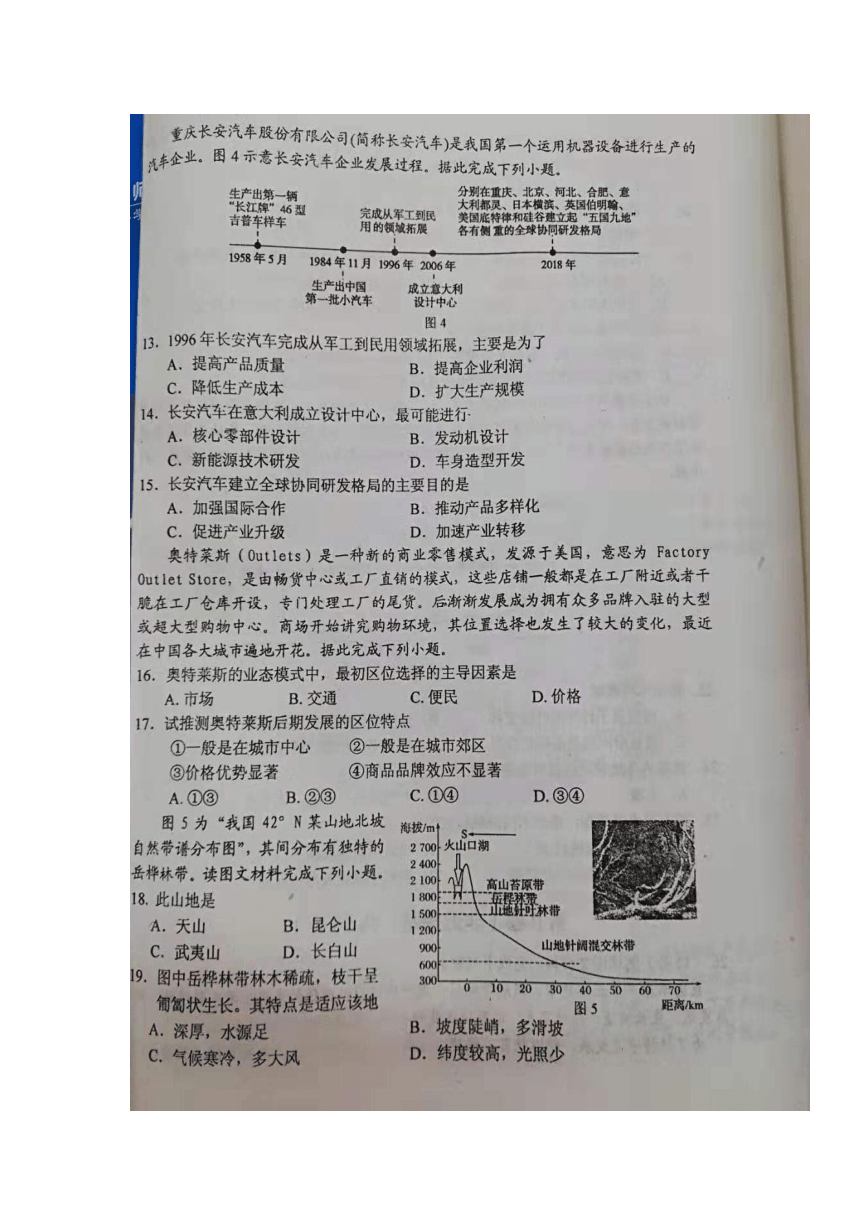 重庆长安汽车股份有限公司(简称长安汽车)是我国第一个运用机器设备进行生产的
汽车企业。图 4 示意长安汽车企业发展过程。据此完成下列小题。
生产出第一辆
“长江牌”46 型
吉普车样车
完成从军工到民
用的领域拓展
分别在重庆、北京、河北、合肥、意
大利都灵、日本横滨、英国伯明翰、
美国底特律和硅谷建立起“五国九地”
各有侧重的全球协同研发格局
1958 年 5 月
1984 年 11 月
1996 年
2006 年
2018 年
生产出中国
第一批小汽车
成立意大利
设计中心
图 4
13．1996 年长安汽车完成从军工到民用领域拓展，主要是为了
A．提高产品质量 B．提高企业利润
C．降低生产成本 D．扩大生产规模
14．长安汽车在意大利成立设计中心，最可能进行
A．核心零部件设计 B．发动机设计
C．新能源技术研发 D．车身造型开发
15．长安汽车建立全球协同研发格局的主要目的是
A．加强国际合作 B．推动产品多样化
C．促进产业升级 D．加速产业转移
奥特莱斯（Outlets）是一种新的商业零售模式，发源于美国，意思为 Factory
Outlet Store，是由畅货中心或工厂直销的模式，这些店铺一般都是在工厂附近或者干
脆在工厂仓库开设，专门处理工厂的尾货。后渐渐发展成为拥有众多品牌入驻的大型
或超大型购物中心。商场开始讲究购物环境，其位置选择也发生了较大的变化，最近
在中国各大城市遍地开花。据此完成下列小题。
16．奥特莱斯的业态模式中，最初区位选择的主导因素是
A.市场 B.交通 C.便民 D.价格
17．试推测奥特莱斯后期发展的区位特点
①一般是在城市中心 ②一般是在城市郊区
③价格优势显著 ④商品品牌效应不显著
A.①③ B.②③ C.①④ D.③④
图 5 为“我国 42° N 某山地北坡
自然带谱分布图”，其间分布有独特的
岳桦林带。读图文材料完成下列小题。
18．此山地是
A．天山 B．昆仑山
C．武夷山 D．长白山
19．图中岳桦林带林木稀疏，枝干呈
匍匐状生长。其特点是适应该地
A．深厚，水源足 B．坡度陡峭，多滑坡
C．气候寒冷，多大风 D．纬度较高，光照少
海拔/m
S
2 700
火山口湖
2 400
2 100
高山苔原带
1 800
岳桦林带
1 500
山地针叶林带
1 200
900
山地针阔混交林带
600
300
0 10 20 30 40 50 60 70
图 5
距离/km